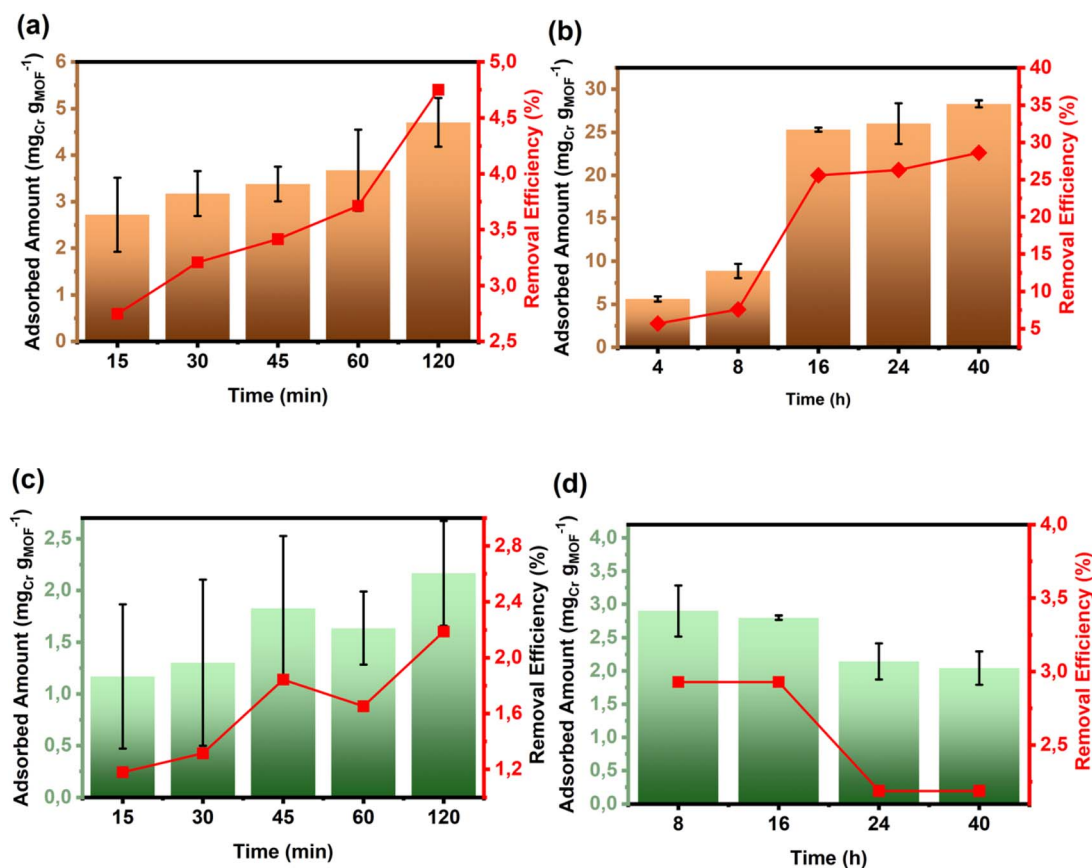 (a)
Adsorbed Amount (mgCr gMOF-1)
6
5
4
3
2
1
0
5,0
4,5
4,0
3,5
3,0
2,5
Removal Efficiency (%)
15 30 45 60 120
Time (min)
(b)
Adsorbed Amount (mgCr gMOF-1)
30
25
20
15
10
5
0
40
35
30
25
20
15
10
5
Removal Efficiency (%)
4 8 16 24 40
Time (h)
(c)
Adsorbed Amount (mgCr gMOF-1)
2,5
2,0
1,5
1,0
0,5
0,0
2,8
2,4
2,0
1,6
1,2
Removal Efficiency (%)
15 30 45 60 120
Time (min)
(d)
Adsorbed Amount (mgCr gMOF-1)
4,0
3,5
3,0
2,5
2,0
1,5
1,0
0,5
0,0
4,0
3,5
3,0
2,5
Removal Efficiency (%)
8 16 24 40
Time (h)